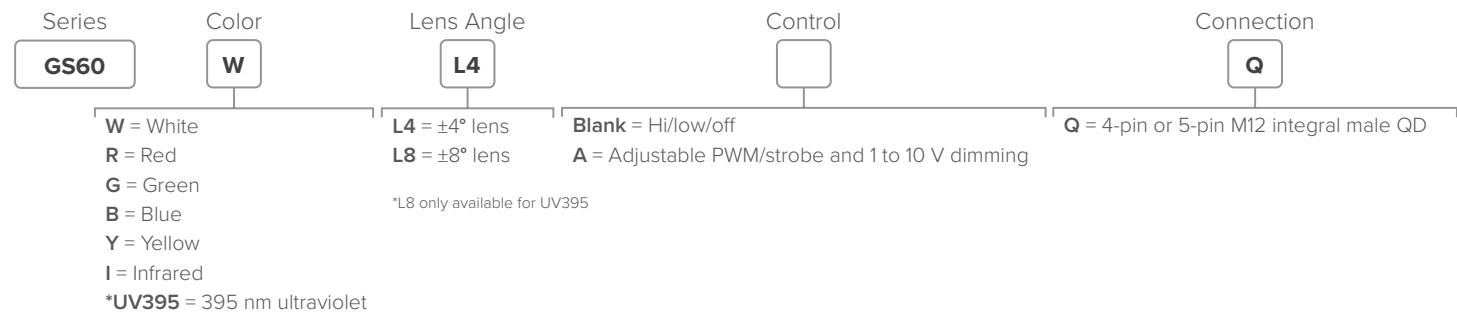 Series Color Lens Angle Control Connection
GS60 W L4 Q
W = White
R = Red
G = Green
B = Blue
Y = Yellow
I = Infrared
*UV395 = 395 nm ultraviolet
L4 = ±4° lens
L8 = ±8° lens
*L8 only available for UV395
Blank = Hi/low/off
A = Adjustable PWM/strobe and 1 to 10 V dimming
Q = 4-pin or 5-pin M12 integral male QD